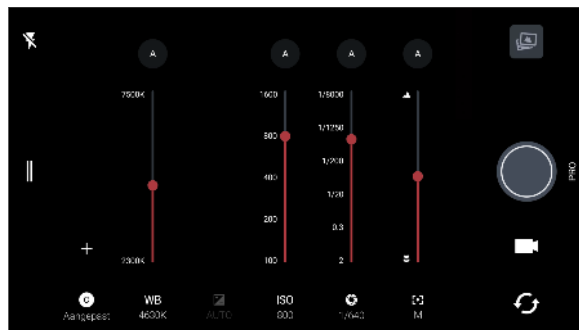 A A A A
7500K 1600 1/8000
1/1250
800
1/200
400
PRO
1/20
200
0.3
2300K 100 2
C WB ISO
Aangepast 4630K AUTO 800 1/640 M